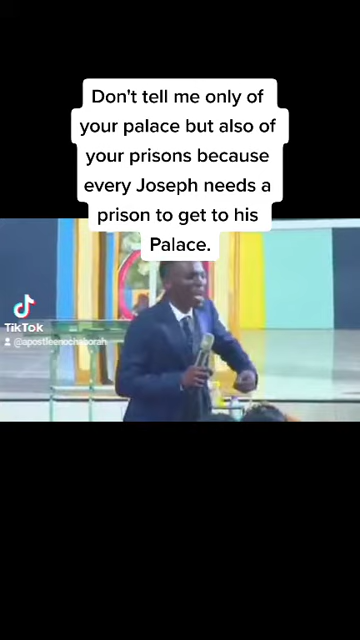 Don't tell me only of
your palace but also of
your prisons because
every Joseph needs a
prison to get to his
Palace.
TikTok
@apostleenochaborah